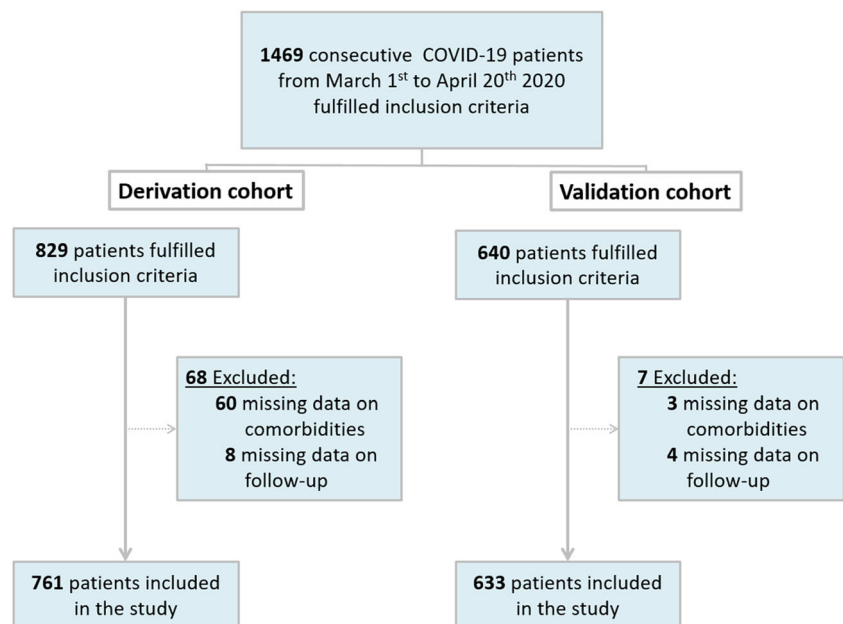 1469 consecutive COVID-19 patients
from March 1st to April 20th 2020
fulfilled inclusion criteria
Derivation cohort
Validation cohort
829 patients fulfilled
inclusion criteria
640 patients fulfilled
inclusion criteria
68 Excluded:
60 missing data on
comorbidities
8 missing data on
follow-up
7 Excluded:
3 missing data on
comorbidities
4 missing data on
follow-up
761 patients included
in the study
633 patients included
in the study